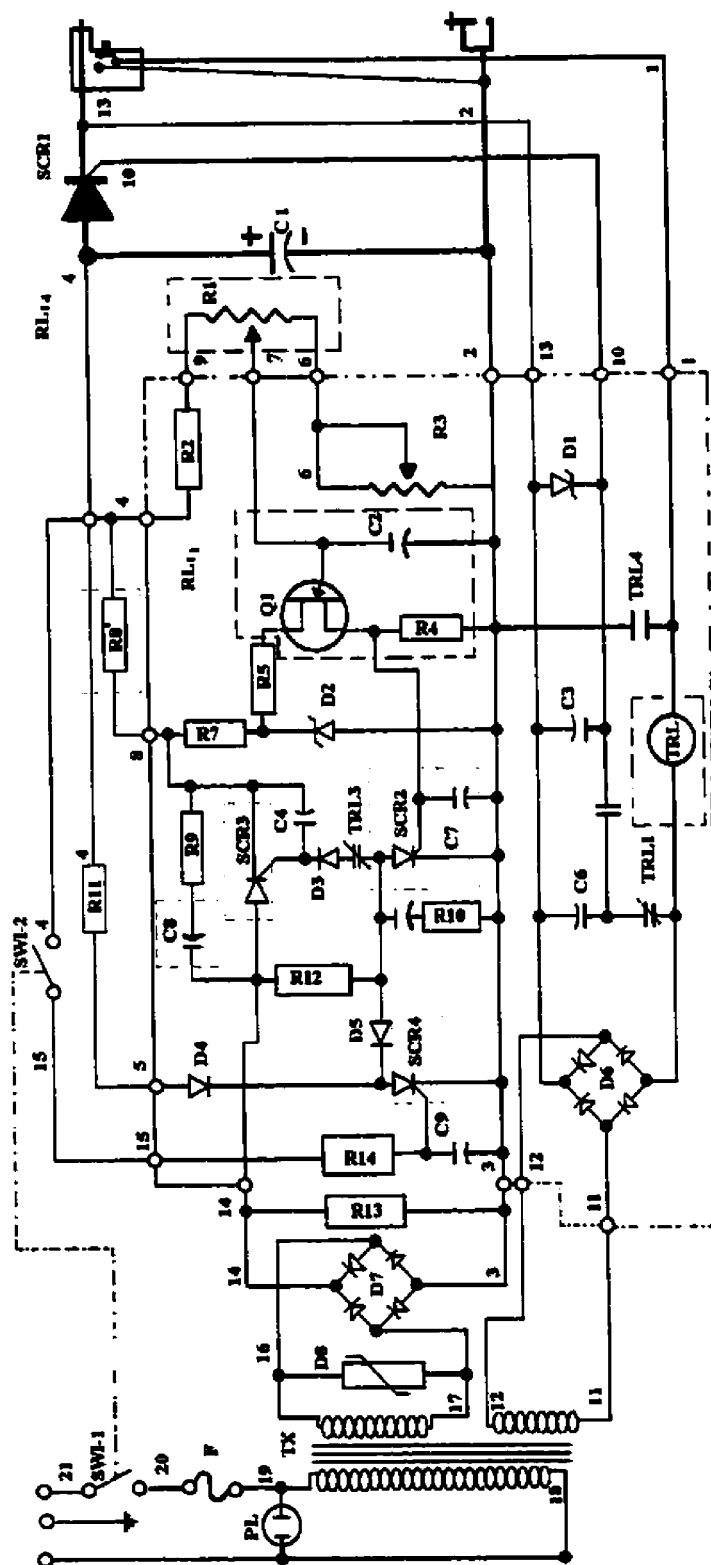 SWI-2
RL14
SCR1
15
4
4
4
13
R11
R8'
10
21
SWI-1
20
F
19
PL
15
5
8
4
R2
9
R1
C1
+
−
+
14
D4
C8
R9
R7
RL11
7
6
14
R14
R12
SCR3
C4
R5
Q1
6
16
R13
D5
D3
TRL3
D2
C2
R3
TX
D8
D7
SCR4
R10
SCR2
R4
17
3
3
C9
C7
2
2
18
12
12
13
13
D1
10
11
11
D6
C6
C3
TRL4
TRL1
TRL
1
1